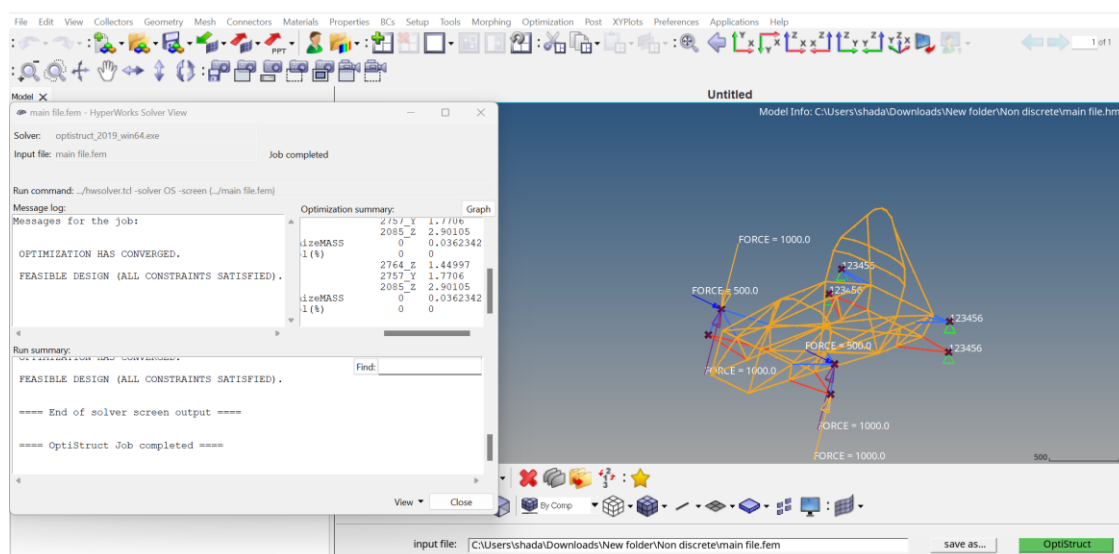 File Edit View Collectors Geometry Mesh Connectors Materials Properties BCs Setup Tools Morphing Optimization Post XYPlots Preferences Applications Help
1 of 1
Model
Untitled
main file.fem - HyperWorks Solver View
Model Info: C:\Users\shada\Downloads\New folder\Non discrete\main file.hm
Solver: optistruct_2019_win64.exe
Input file: main file.fem
Job completed
Run command: .../hwsolver.tcl -solver OS -screen {.../main file.fem}
Message log:
Optimization summary:
Graph
Messages for the job:
OPTIMIZATION HAS CONVERGED.
FEASIBLE DESIGN (ALL CONSTRAINTS SATISFIED).
2757_Y 1.7706
2085_Z 2.90105
izeMASS 0 0.0362342
l(%) 0 0
2764_Z 1.44997
2757_Y 1.7706
2085_Z 2.90105
izeMASS 0 0.0362342
l(%) 0 0
Run summary:
OPTIMIZATION HAS CONVERGED.
Find:
FEASIBLE DESIGN (ALL CONSTRAINTS SATISFIED).
==== End of solver screen output ====
==== OptiStruct Job completed ====
View
Close
FORCE = 1000.0
123456
FORCE = 500.0
123456
123456
FORCE = 500.0
123456
FORCE = 1000.0
FORCE = 1000.0
FORCE = 1000.0
500.
By Comp
input file: C:\Users\shada\Downloads\New folder\Non discrete\main file.fem
save as...
OptiStruct